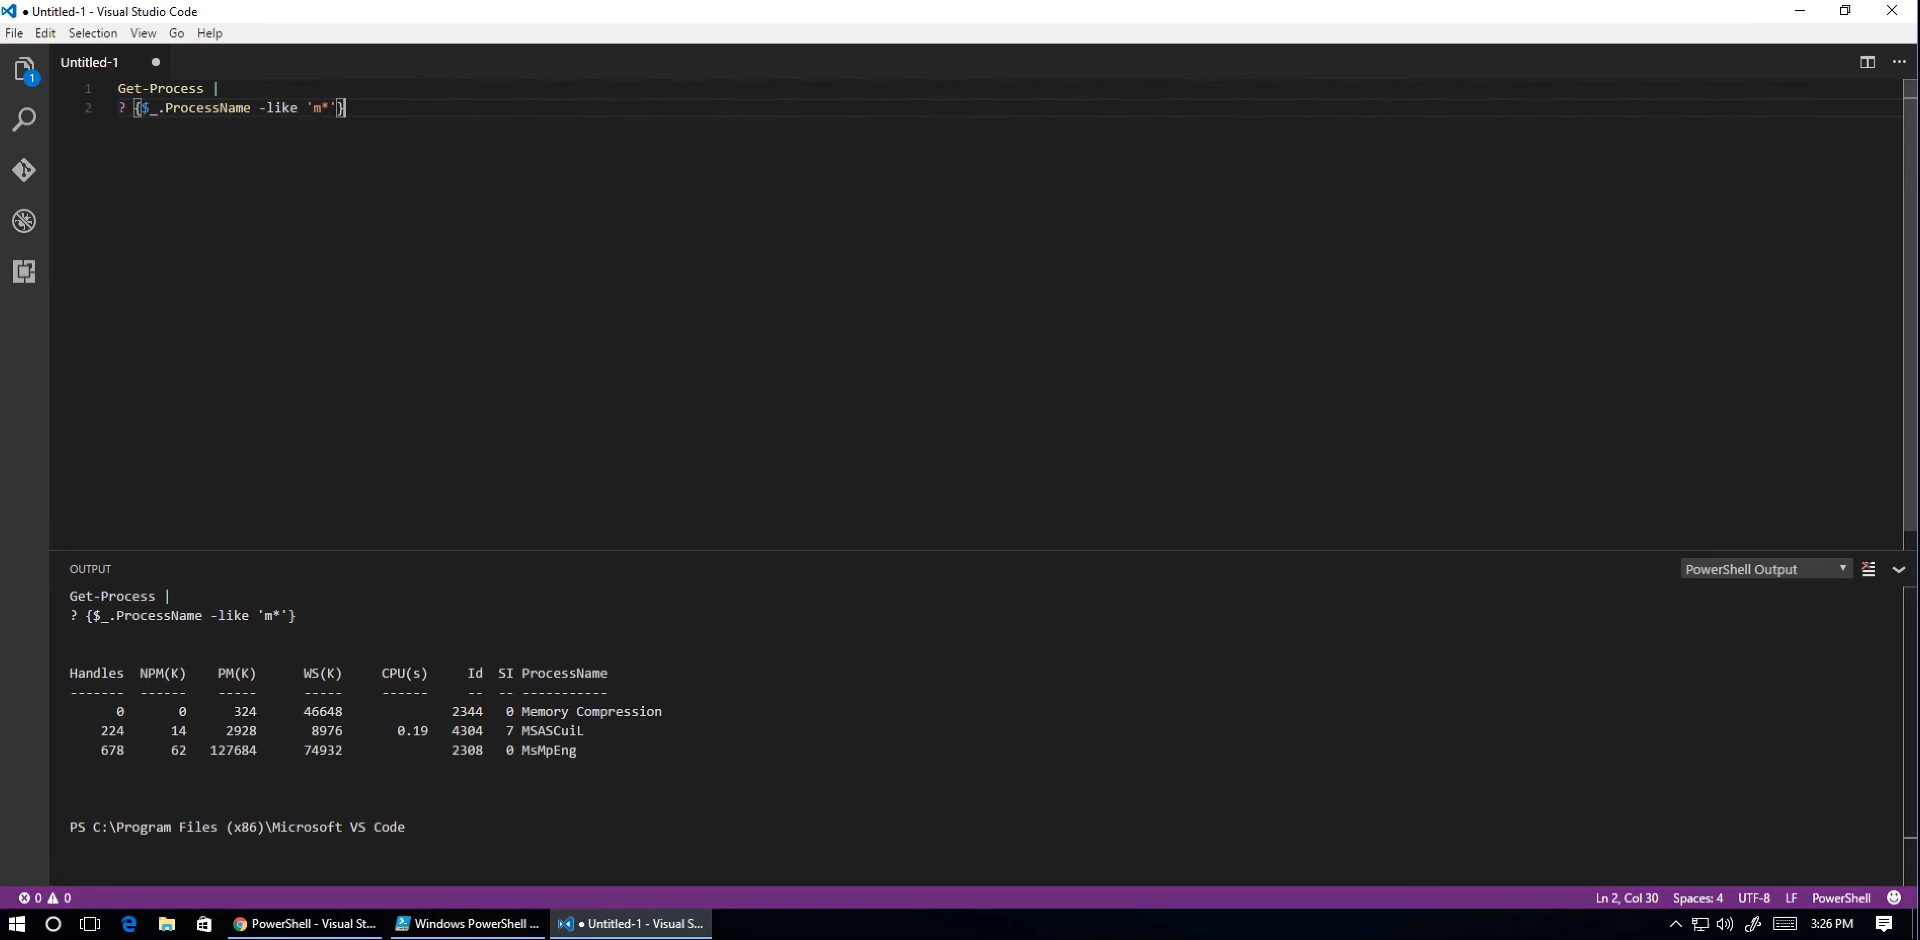 ● Untitled-1 - Visual Studio Code
File Edit Selection View Go Help
1
Untitled-1 ●
1 Get-Process |
2 ? {$_.ProcessName -like 'm*'}
OUTPUT
PowerShell Output
Get-Process |
? {$_.ProcessName -like 'm*'}
Handles NPM(K) PM(K) WS(K) CPU(s) Id SI ProcessName
------- ------ ----- ----- ------ -- -- -----------
0 0 324 46648 2344 0 Memory Compression
224 14 2928 8976 0.19 4304 7 MSASCuiL
678 62 127684 74932 2308 0 MsMpEng
PS C:\Program Files (x86)\Microsoft VS Code
0 0
Ln 2, Col 30 Spaces: 4 UTF-8 LF PowerShell
PowerShell - Visual St... Windows PowerShell ... ● Untitled-1 - Visual S... 3:26 PM